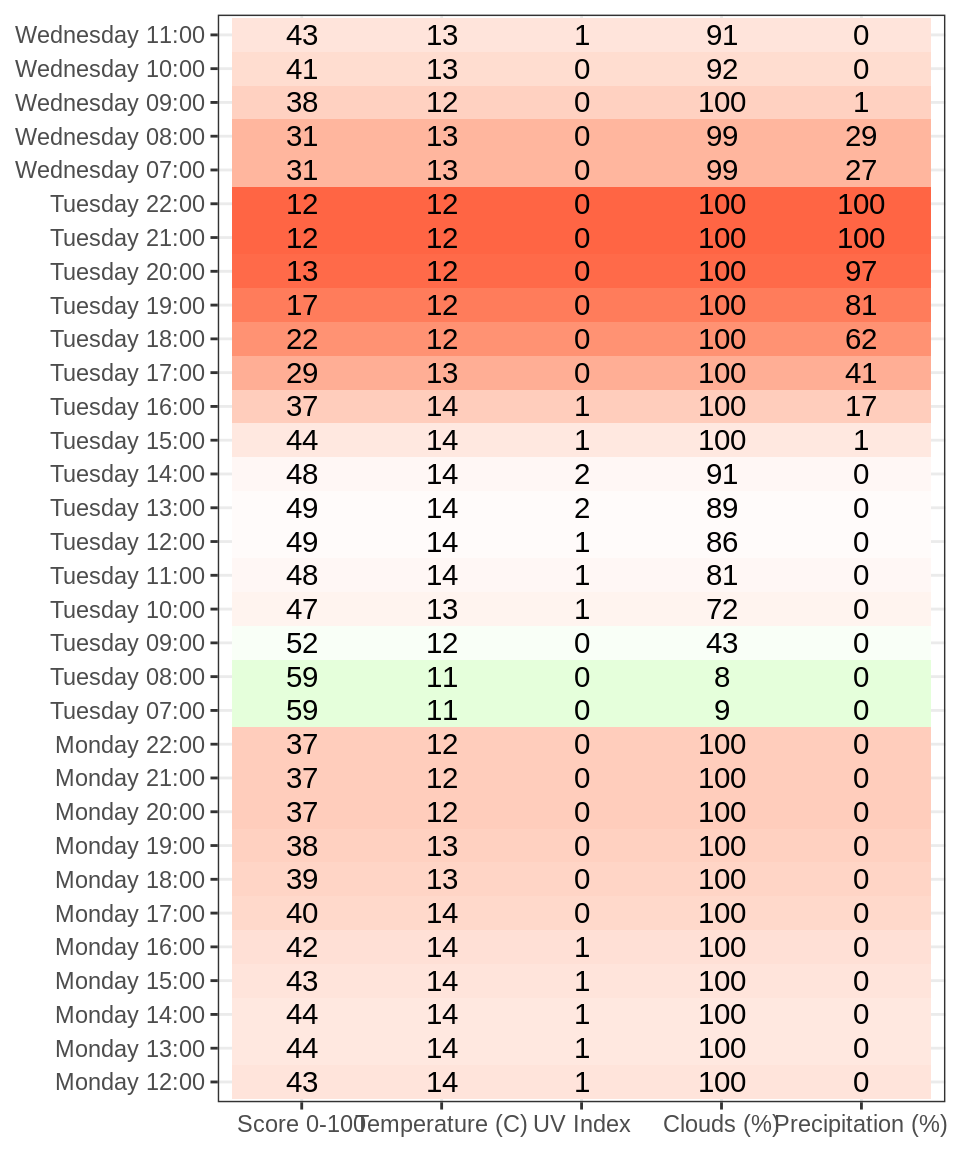 Wednesday 11:00 43 13 1 91 0
Wednesday 10:00 41 13 0 92 0
Wednesday 09:00 38 12 0 100 1
Wednesday 08:00 31 13 0 99 29
Wednesday 07:00 31 13 0 99 27
Tuesday 22:00 12 12 0 100 100
Tuesday 21:00 12 12 0 100 100
Tuesday 20:00 13 12 0 100 97
Tuesday 19:00 17 12 0 100 81
Tuesday 18:00 22 12 0 100 62
Tuesday 17:00 29 13 0 100 41
Tuesday 16:00 37 14 1 100 17
Tuesday 15:00 44 14 1 100 1
Tuesday 14:00 48 14 2 91 0
Tuesday 13:00 49 14 2 89 0
Tuesday 12:00 49 14 1 86 0
Tuesday 11:00 48 14 1 81 0
Tuesday 10:00 47 13 1 72 0
Tuesday 09:00 52 12 0 43 0
Tuesday 08:00 59 11 0 8 0
Tuesday 07:00 59 11 0 9 0
Monday 22:00 37 12 0 100 0
Monday 21:00 37 12 0 100 0
Monday 20:00 37 12 0 100 0
Monday 19:00 38 13 0 100 0
Monday 18:00 39 13 0 100 0
Monday 17:00 40 14 0 100 0
Monday 16:00 42 14 1 100 0
Monday 15:00 43 14 1 100 0
Monday 14:00 44 14 1 100 0
Monday 13:00 44 14 1 100 0
Monday 12:00 43 14 1 100 0
Score 0-100 Temperature (C) UV Index Clouds (%) Precipitation (%)